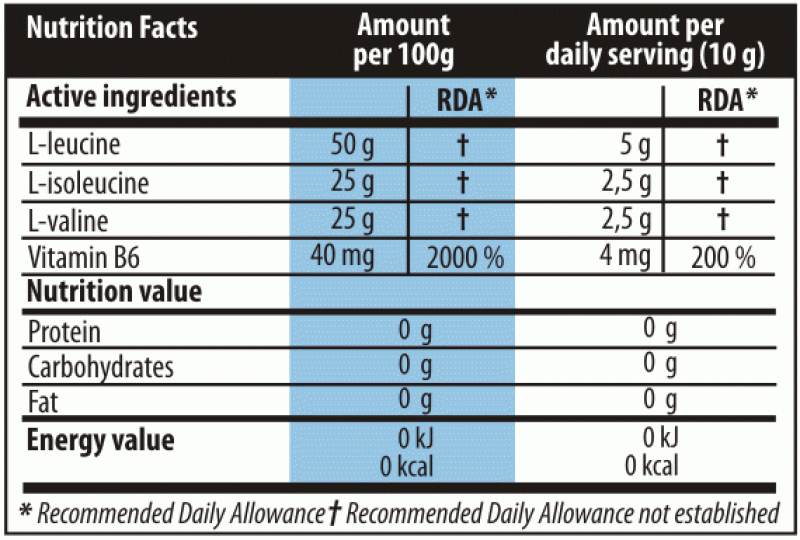 Nutrition Facts Amount per 100g Amount per daily serving (10 g)
Active ingredients RDA* RDA*
L-leucine 50 g † 5 g †
L-isoleucine 25 g † 2,5 g †
L-valine 25 g † 2,5 g †
Vitamin B6 40 mg 2000 % 4 mg 200 %
Nutrition value
Protein 0 g 0 g
Carbohydrates 0 g 0 g
Fat 0 g 0 g
Energy value 0 kJ 0 kJ
0 kcal 0 kcal
* Recommended Daily Allowance † Recommended Daily Allowance not established